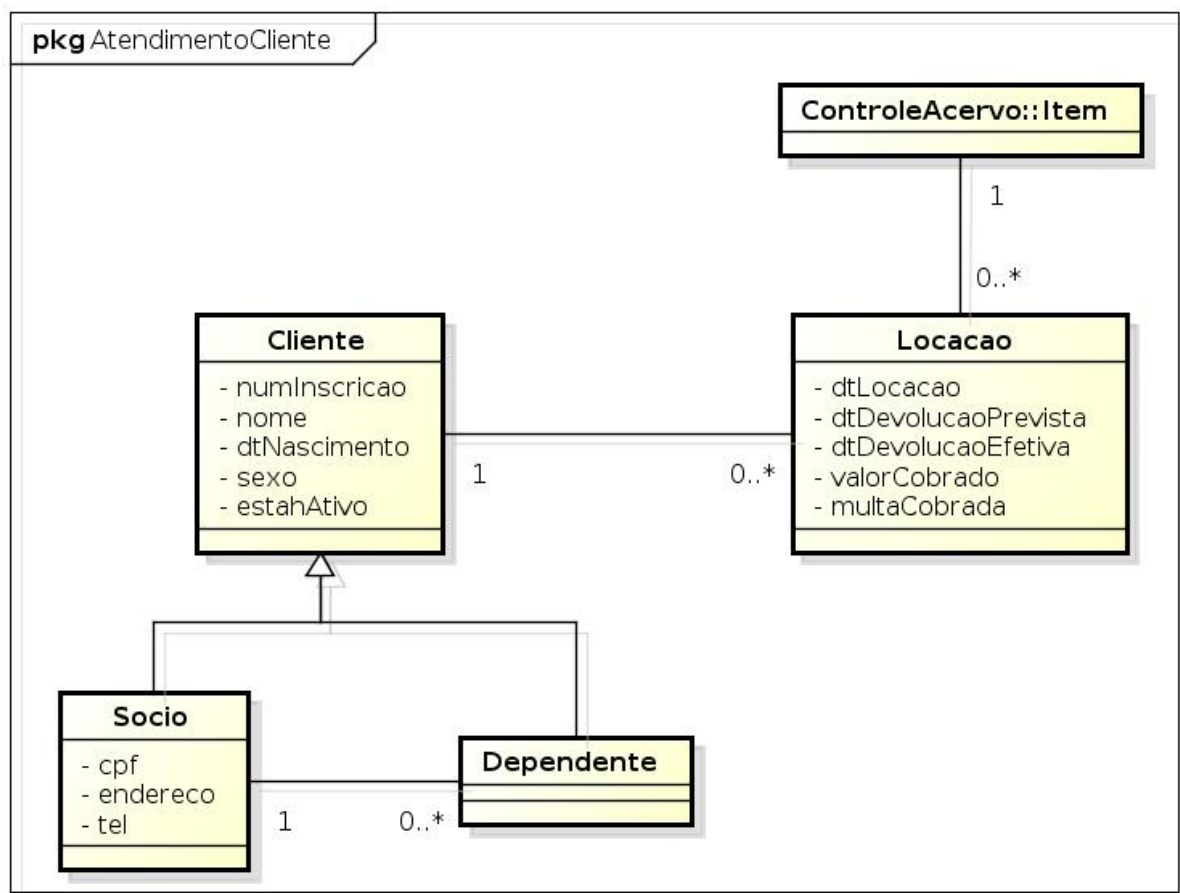 pkg AtendimentoCliente
ControleAcervo::Item
1
0..*
Cliente
- numInscricao
- nome
- dtNascimento
- sexo
- estahAtivo
1
0..*
Locacao
- dtLocacao
- dtDevolucaoPrevista
- dtDevolucaoEfetiva
- valorCobrado
- multaCobrada
Socio
- cpf
- endereco
- tel
1
0..*
Dependente